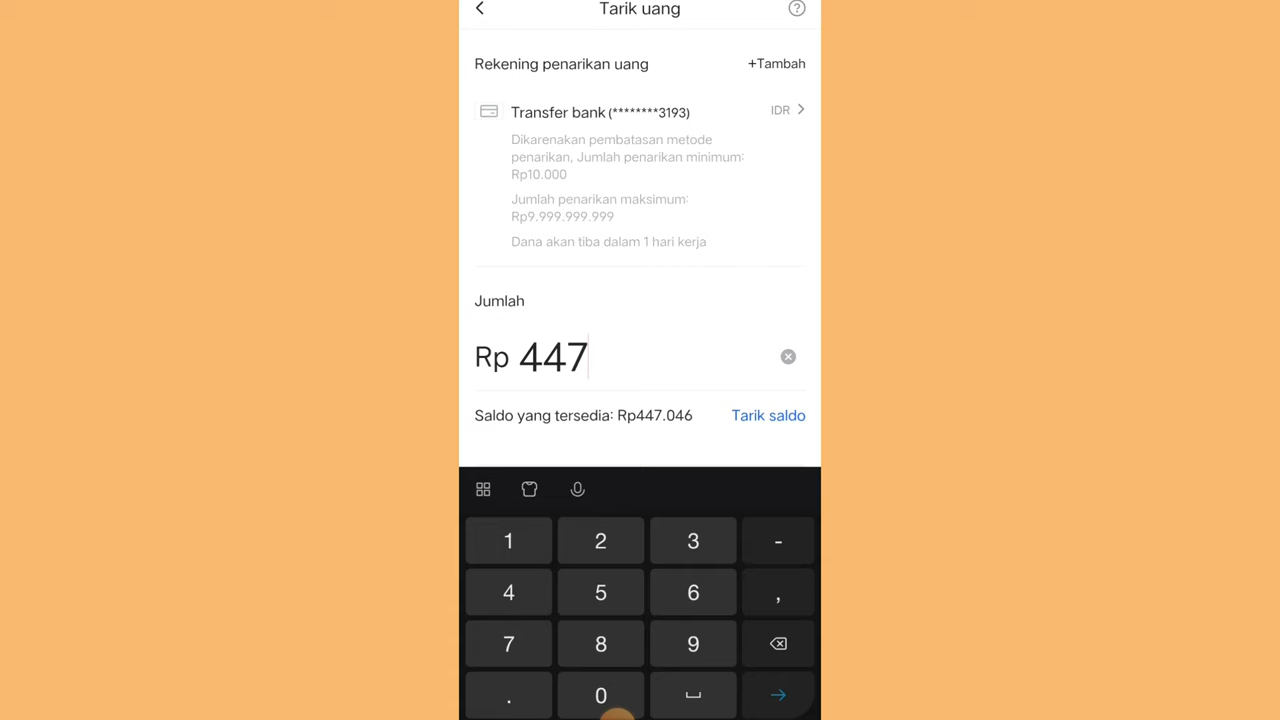 Tarik uang
Rekening penarikan uang +Tambah
Transfer bank (********3193) IDR
Dikarenakan pembatasan metode
penarikan, Jumlah penarikan minimum:
Rp10.000
Jumlah penarikan maksimum:
Rp9.999.999.999
Dana akan tiba dalam 1 hari kerja
Jumlah
Rp 447
Saldo yang tersedia: Rp447.046 Tarik saldo
1 2 3 -
4 5 6 ,
7 8 9
. 0